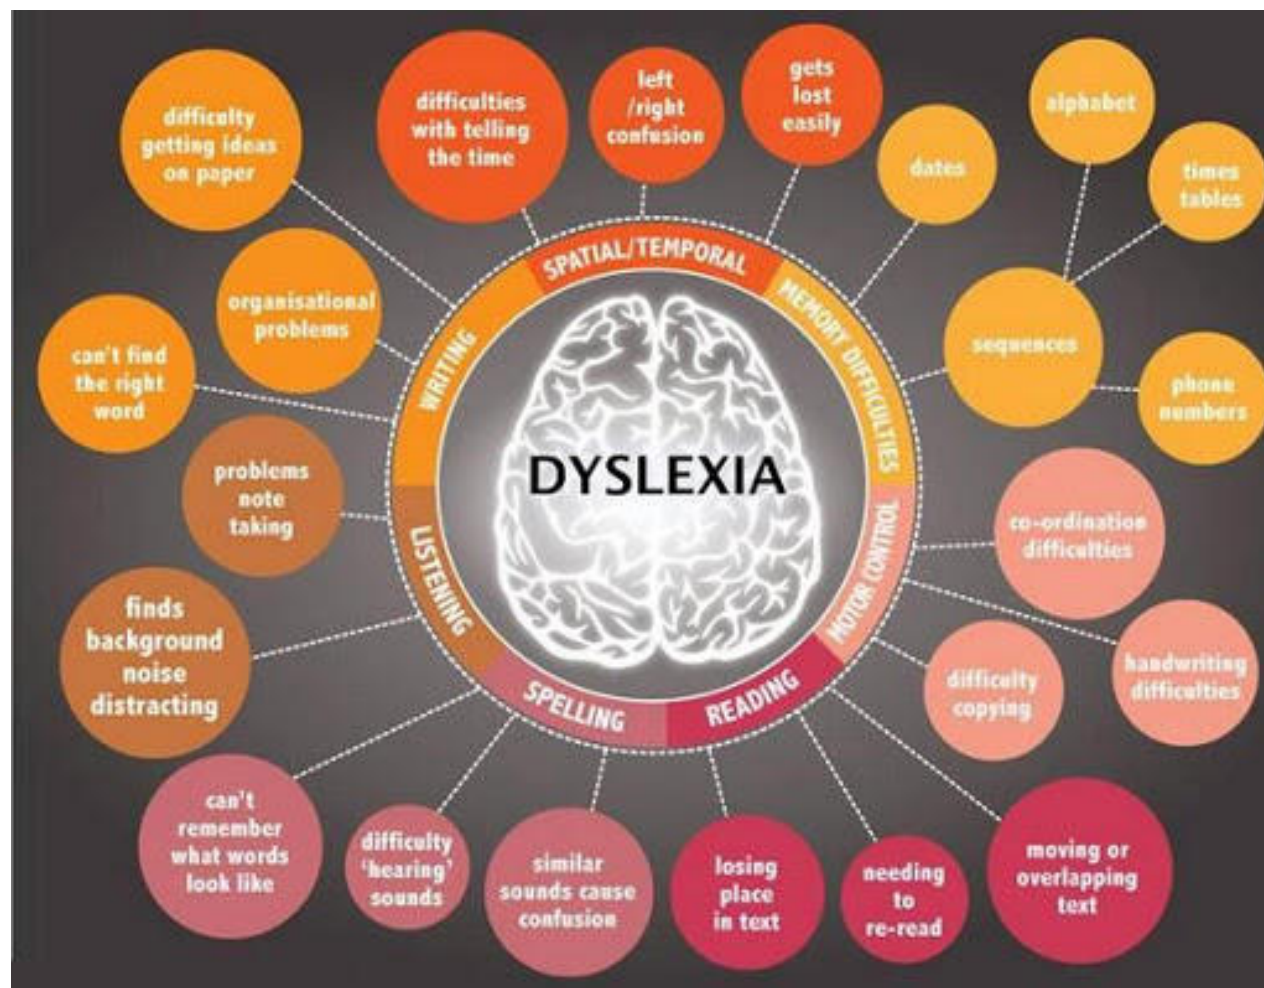 difficulty
getting ideas
on paper
difficulties
with telling
the time
left
/right
confusion
gets
lost
easily
dates
alphabet
times
tables
organisational
problems
can't find
the right
word
SPATIAL/TEMPORAL
WRITING
MEMORY DIFFICULTIES
sequences
phone
numbers
DYSLEXIA
problems
note
taking
LISTENING
MOTOR CONTROL
co-ordination
difficulties
finds
background
noise
distracting
SPELLING
READING
difficulty
copying
handwriting
difficulties
can't
remember
what words
look like
difficulty
'hearing'
sounds
similar
sounds cause
confusion
losing
place
in text
needing
to
re-read
moving or
overlapping
text